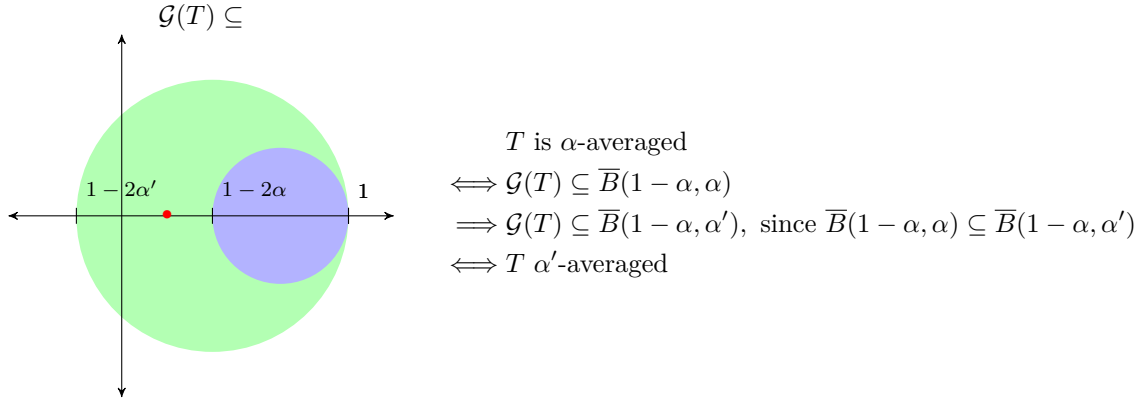 𝒢(T) ⊆
1 − 2α′
1 − 2α
1
T is α-averaged
⟺ 𝒢(T) ⊆ B̅(1 − α, α)
⟹ 𝒢(T) ⊆ B̅(1 − α, α′), since B̅(1 − α, α) ⊆ B̅(1 − α, α′)
⟺ T α′-averaged